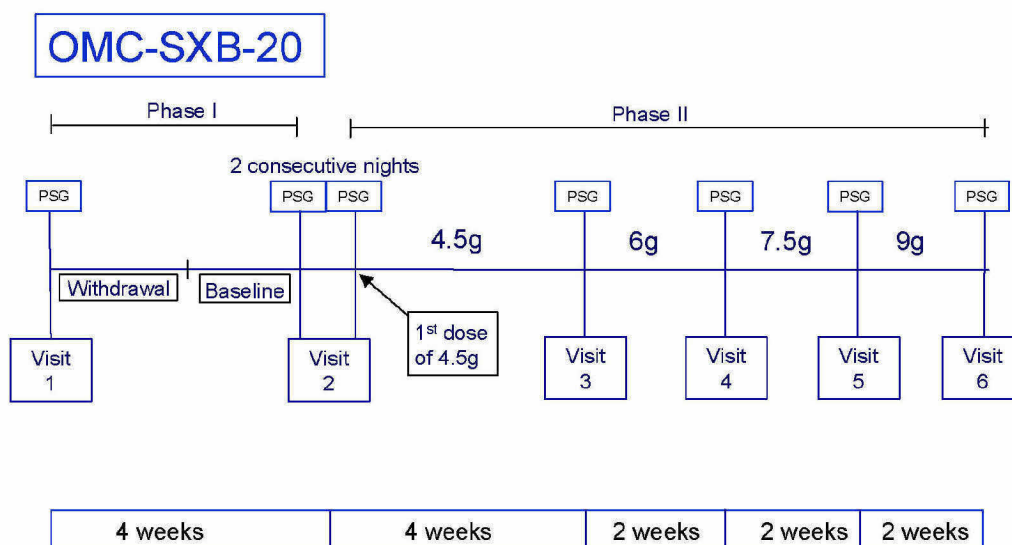 OMC-SXB-20
Phase I
Phase II
2 consecutive nights
PSG
PSG
PSG
PSG
PSG
PSG
PSG
4.5g
6g
7.5g
9g
Withdrawal
Baseline
1st dose
of 4.5g
Visit
1
Visit
2
Visit
3
Visit
4
Visit
5
Visit
6
4 weeks
4 weeks
2 weeks
2 weeks
2 weeks